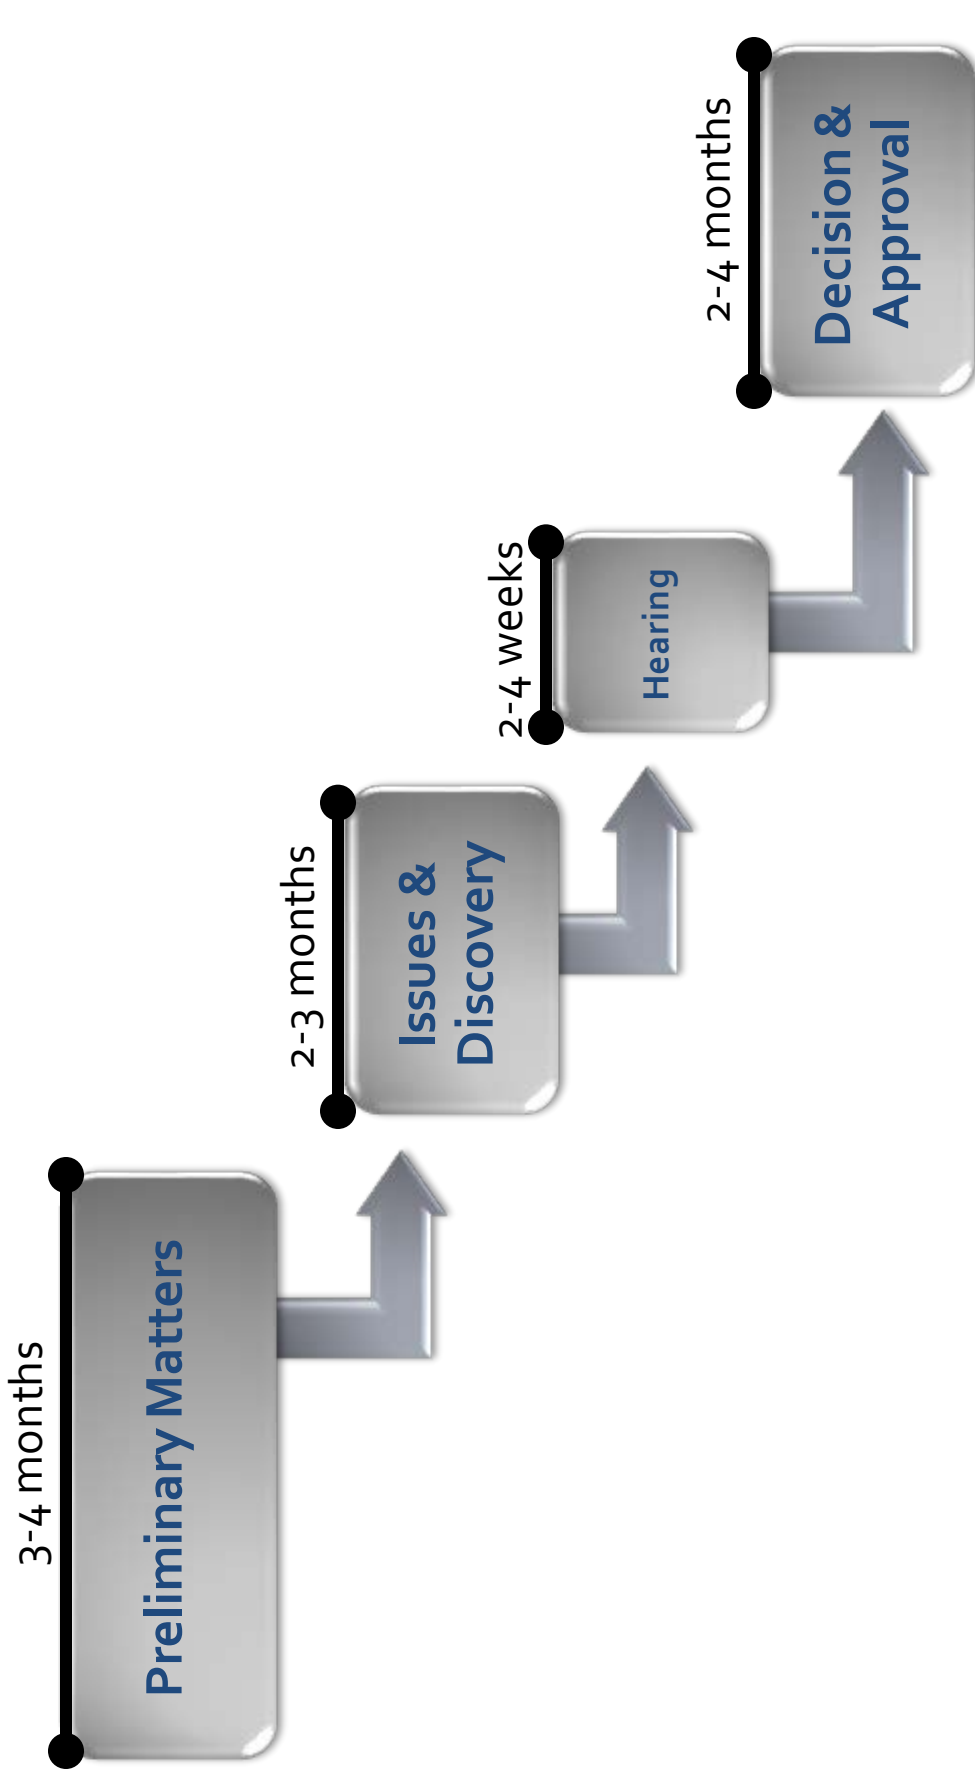 3-4 months
Preliminary Matters
2-3 months
Issues &
Discovery
2-4 weeks
Hearing
2-4 months
Decision &
Approval